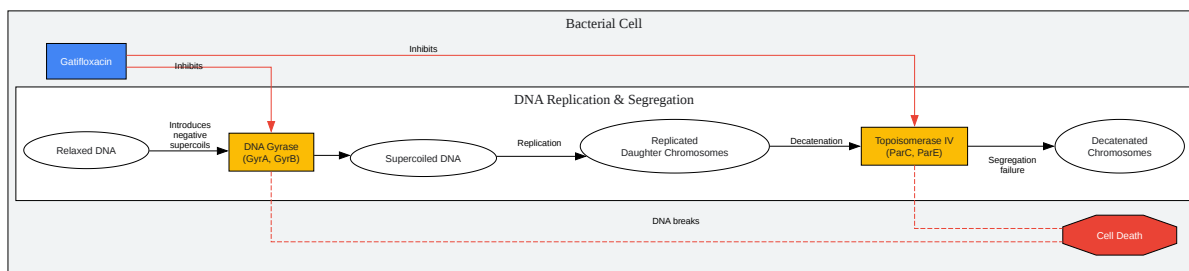 Bacterial Cell
Gatifloxacin
Inhibits
Inhibits
DNA Replication & Segregation
Relaxed DNA
Introduces
negative
supercoils
DNA Gyrase
(GyrA, GyrB)
Supercoiled DNA
Replication
Replicated
Daughter Chromosomes
Decatenation
Topoisomerase IV
(ParC, ParE)
Segregation
failure
Decatenated
Chromosomes
DNA breaks
Cell Death